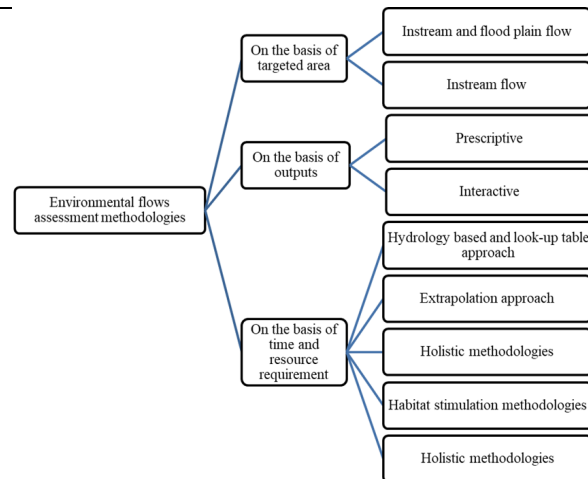 Environmental flows
assessment methodologies
On the basis of
targeted area
Instream and flood plain flow
Instream flow
On the basis of
outputs
Prescriptive
Interactive
On the basis of
time and
resource
requirement
Hydrology based and look-up table
approach
Extrapolation approach
Holistic methodologies
Habitat stimulation methodologies
Holistic methodologies